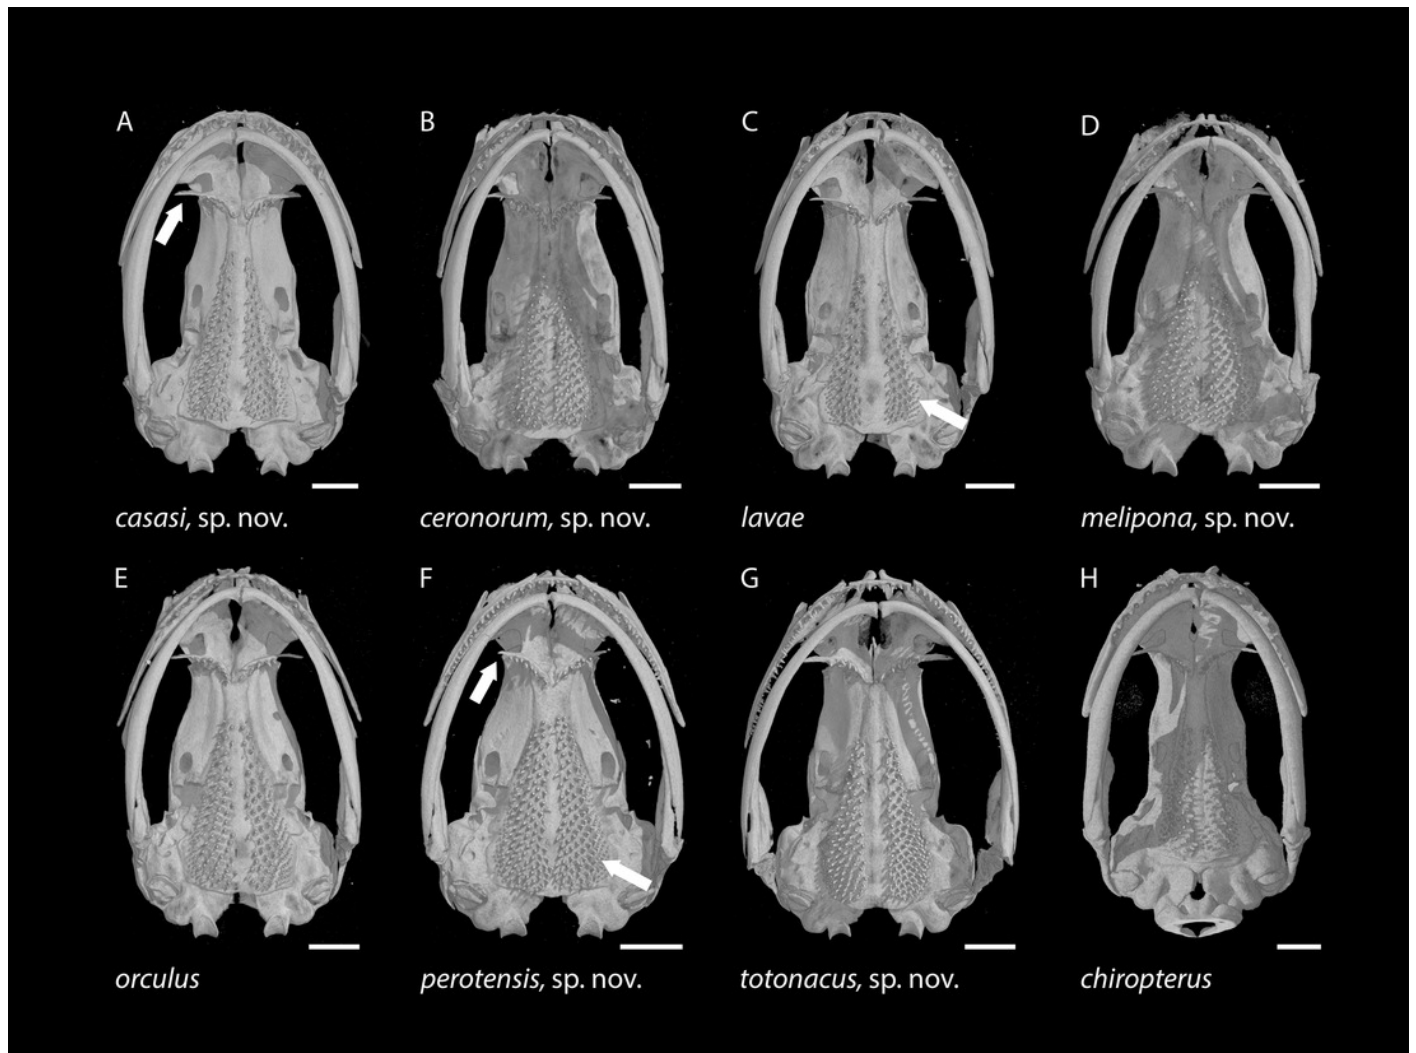 A
B
C
D
casasi, sp. nov.
ceronorum, sp. nov.
lavae
melipona, sp. nov.
E
F
G
H
orculus
perotensis, sp. nov.
totonacus, sp. nov.
chiropterus